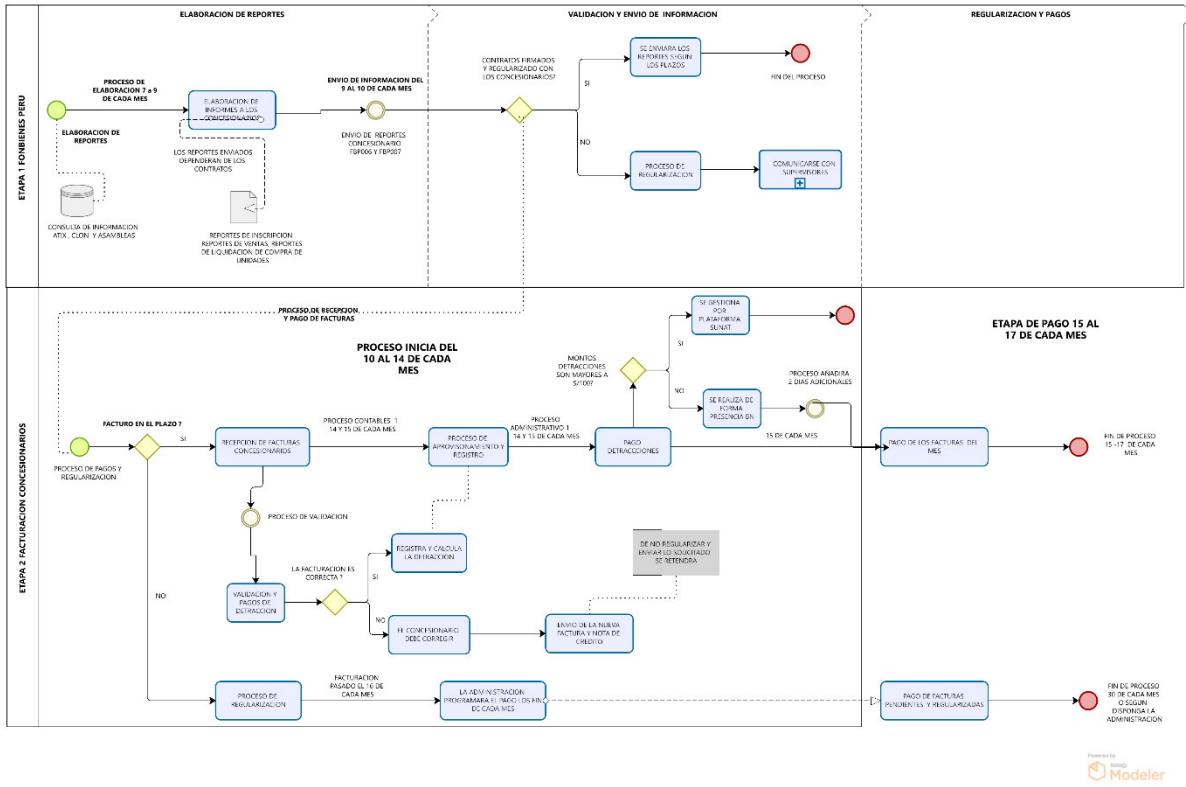 ELABORACION DE REPORTES
VALIDACION Y ENVIO DE INFORMACION
REGULARIZACION Y PAGOS
ETAPA 1 FONBIENES PERU
PROCESO DE
ELABORACION 7 a 9
DE CADA MES
ELABORACION DE
REPORTES
CONSULTA DE INFORMACION
ATIX , CLON Y ASAMBLEAS
ELABORACION DE
INFORMES A LOS
CONCESIONARIOS
LOS REPORTES ENVIADOS
DEPENDERAN DE LOS
CONTRATOS
REPORTES DE INSCRIPCION
REPORTES DE VENTAS, REPORTES
DE LIQUIDACION DE COMPRA DE
UNIDADES
ENVIO DE INFORMACION DEL
9 AL 10 DE CADA MES
ENVIO DE REPORTES
CONCESIONARIO
FBP006 Y FBP007
CONTRATOS FIRMADOS
Y REGULARIZADO CON
LOS CONCESIONARIOS?
SI
SE ENVIARA LOS
REPORTES SEGUN
LOS PLAZOS
FIN DEL PROCESO
NO
PROCESO DE
REGULARIZACION
COMUNICARSE CON
SUPERVISORES
ETAPA 2 FACTURACION CONCESIONARIOS
PROCESO DE RECEPCION
Y PAGO DE FACTURAS
PROCESO INICIA DEL
10 AL 14 DE CADA
MES
ETAPA DE PAGO 15 AL
17 DE CADA MES
PROCESO DE PAGOS Y
REGULARIZACION
FACTURO EN EL PLAZO ?
SI
RECEPCION DE FACTURAS
CONCESIONARIOS
PROCESO CONTABLES 1
14 Y 15 DE CADA MES
PROCESO DE
APROVISONAMIENTO Y
REGISTRO
PROCESO
ADMINISTRATIVO 1
14 Y 15 DE CADA MES
PAGO
DETRACCCIONES
MONTOS
DETRACCIONES
SON MAYORES A
S/100?
SI
SE GESTIONA
POR
PLATAFORMA
SUNAT
NO
SE REALIZA DE
FORMA
PRESENCIA BN
PROCESO AÑADIRA
2 DIAS ADICIONALES
15 DE CADA MES
PAGO DE LOS FACTURAS DEL
MES
FIN DE PROCESO
15 -17 DE CADA
MES
PROCESO DE VALIDACION
VALIDACION Y
PAGOS DE
DETRACCION
LA FACTURACION ES
CORRECTA ?
SI
REGISTRA Y CALCULA
LA DETRACCION
NO
EL CONCESIONARIO
DEBE CORREGIR
ENVIO DE LA NUEVA
FACTURA Y NOTA DE
CREDITO
DE NO REGULARIZAR Y
ENVIAR LO SOLICITADO
SE RETENDRA
NO
PROCESO DE
REGULARIZACION
FACTURACION
PASADO EL 16 DE
CADA MES
LA ADMINISTRACION
PROGRAMARA EL PAGO LOS FIN
DE CADA MES
PAGO DE FACTURAS
PENDIENTES Y REGULARIZADAS
FIN DE PROCESO
30 DE CADA MES
O SEGUN
DISPONGA LA
ADMINISTRACION
Powered by
bizagi
Modeler